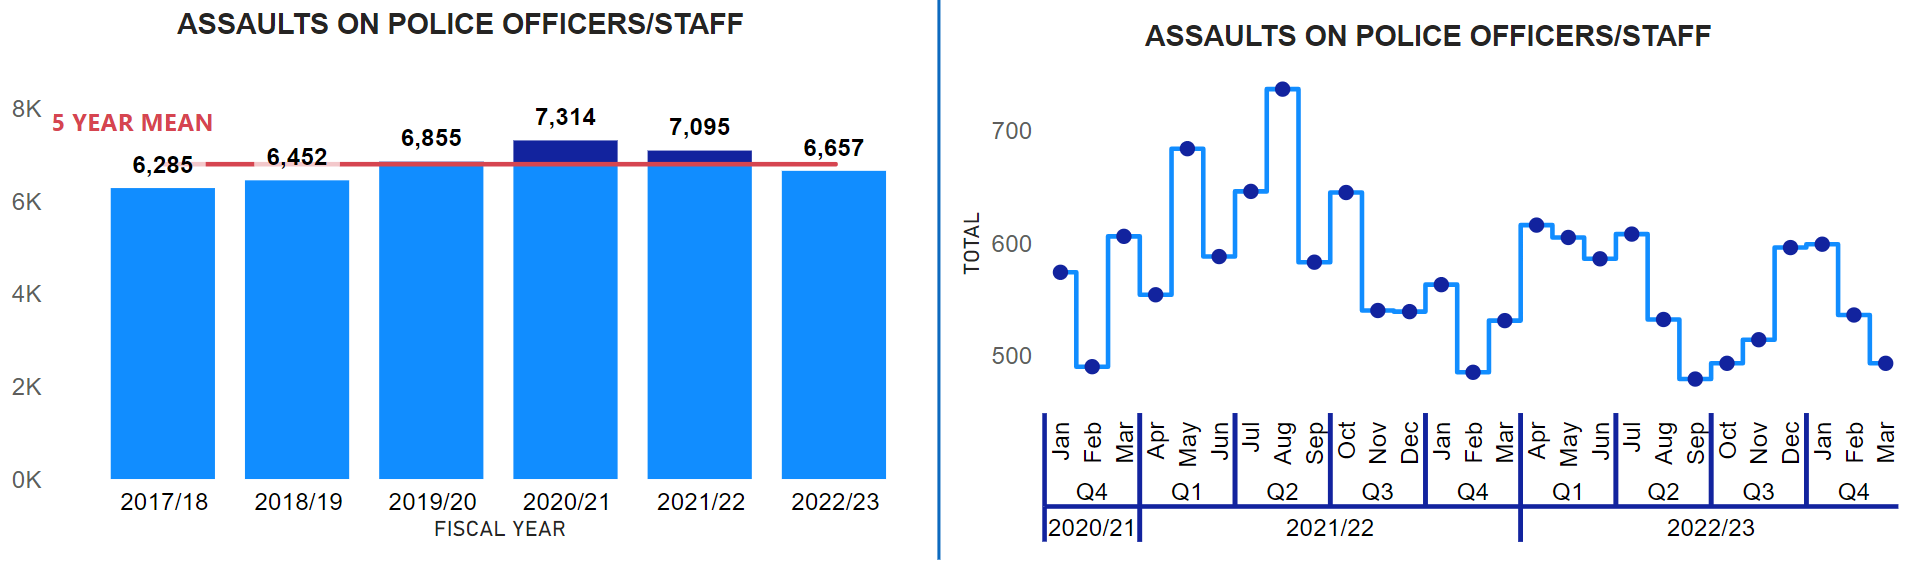 ASSAULTS ON POLICE OFFICERS/STAFF
8K
5 YEAR MEAN
7,314
7,095
6,855
6,657
6,452
6,285
6K
4K
2K
0K
2017/18 2018/19 2019/20 2020/21 2021/22 2022/23
FISCAL YEAR
ASSAULTS ON POLICE OFFICERS/STAFF
700
600
500
TOTAL
Jan Feb Mar Apr May Jun Jul Aug Sep Oct Nov Dec Jan Feb Mar Apr May Jun Jul Aug Sep Oct Nov Dec Jan Feb Mar
Q4 Q1 Q2 Q3 Q4 Q1 Q2 Q3 Q4
2020/21 2021/22 2022/23